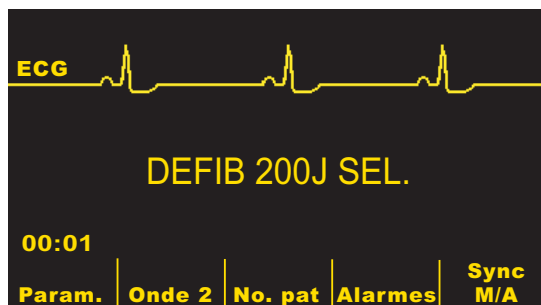 ECG
DEFIB 200J SEL.
00:01
Param. Onde 2 No. pat Alarmes Sync M/A